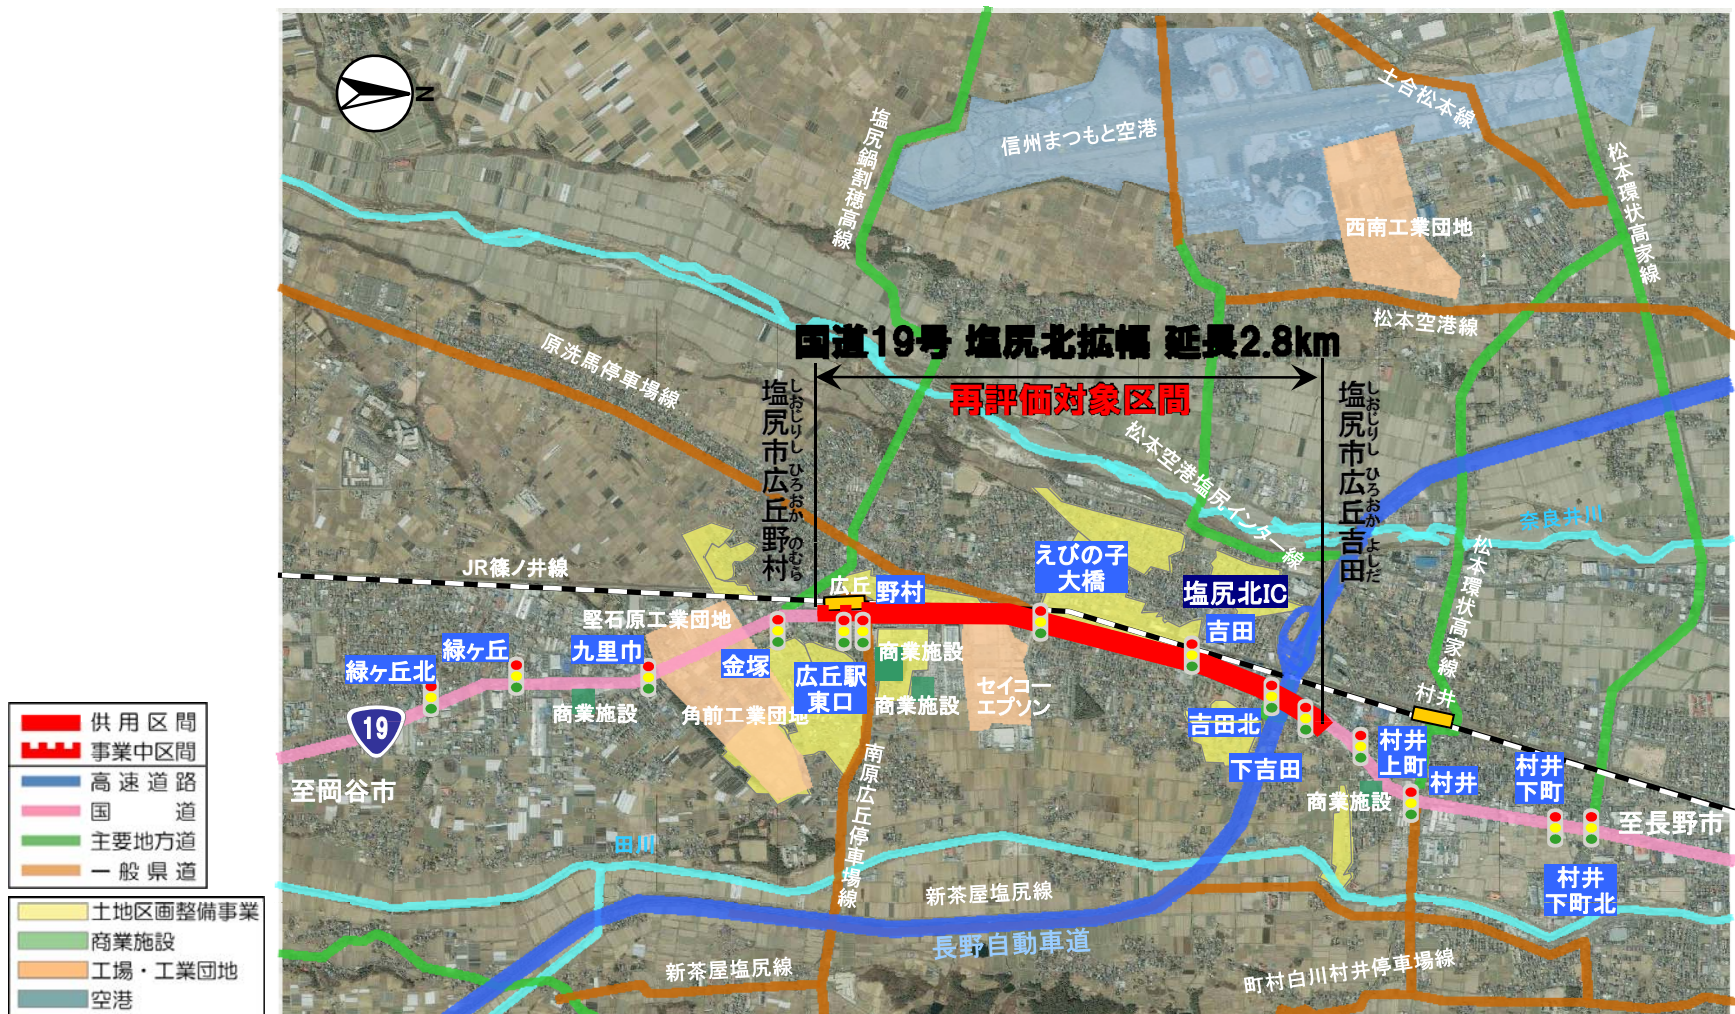 N
塩尻鍋割穂高線
信州まつもと空港
土合松本線
松本環状高家線
西南工業団地
松本空港線
国道19号 塩尻北拡幅 延長2.8km
再評価対象区間
原洗馬停車場線
塩尻市広丘野村
しおじりし ひろおか のむら
塩尻市広丘吉田
しおじりし ひろおか よしだ
松本空港塩尻インター線
奈良井川
松本環状高家線
JR篠ノ井線
広丘
野村
えびの子
大橋
塩尻北IC
吉田
堅石原工業団地
緑ヶ丘北
緑ヶ丘
九里巾
金塚
広丘駅
東口
商業施設
商業施設
商業施設
セイコー
エプソン
角前工業団地
吉田北
下吉田
村井
村井
上町
村井
村井
下町
商業施設
19
至岡谷市
至長野市
村井
下町北
田川
南原広丘停車場線
新茶屋塩尻線
長野自動車道
新茶屋塩尻線
町村白川村井停車場線
供用区間
事業中区間
高速道路
国道
主要地方道
一般県道
土地区画整備事業
商業施設
工場・工業団地
空港